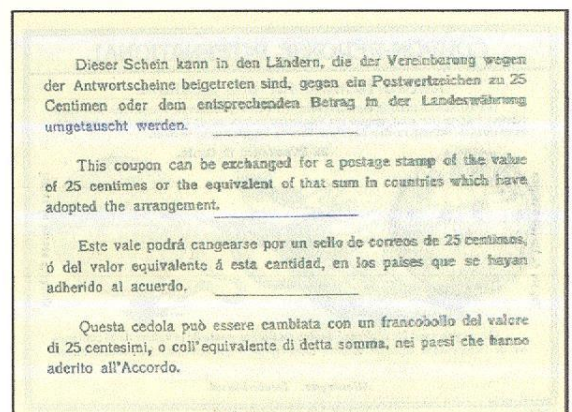 Dieser Schein kann in den Ländern, die der Vereinbarung wegen
der Antwortscheine beigetreten sind, gegen ein Postwertzeichen zu 25
Centimen oder dem entsprechenden Betrag in der Landeswährung
umgetauscht werden.
This coupon can be exchanged for a postage stamp of the value
of 25 centimes or the equivalent of that sum in countries which have
adopted the arrangement.
Este vale podrá cangearse por un sello de correos de 25 centimos,
ó del valor equivalente á esta cantidad, en los paises que se hayan
adherido al acuerdo.
Questa cedola può essere cambiata con un francobollo del valore
di 25 centesimi, o coll'equivalente di detta somma, nei paesi che hanno
aderito all'Accordo.